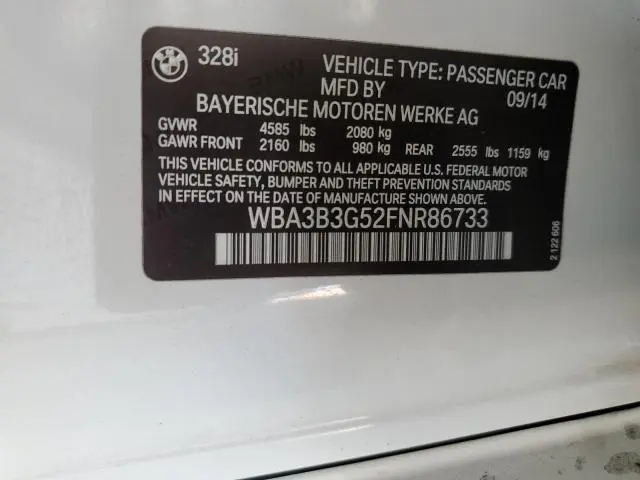 BMW 328i VEHICLE TYPE: PASSENGER CAR
MFD BY 09/14
BAYERISCHE MOTOREN WERKE AG
GVWR 4585 lbs 2080 kg
GAWR FRONT 2160 lbs 980 kg REAR 2555 lbs 1159 kg
THIS VEHICLE CONFORMS TO ALL APPLICABLE U.S. FEDERAL MOTOR
VEHICLE SAFETY, BUMPER AND THEFT PREVENTION STANDARDS
IN EFFECT ON THE DATE OF MANUFACTURE SHOWN ABOVE.
WBA3B3G52FNR86733
2 122 606